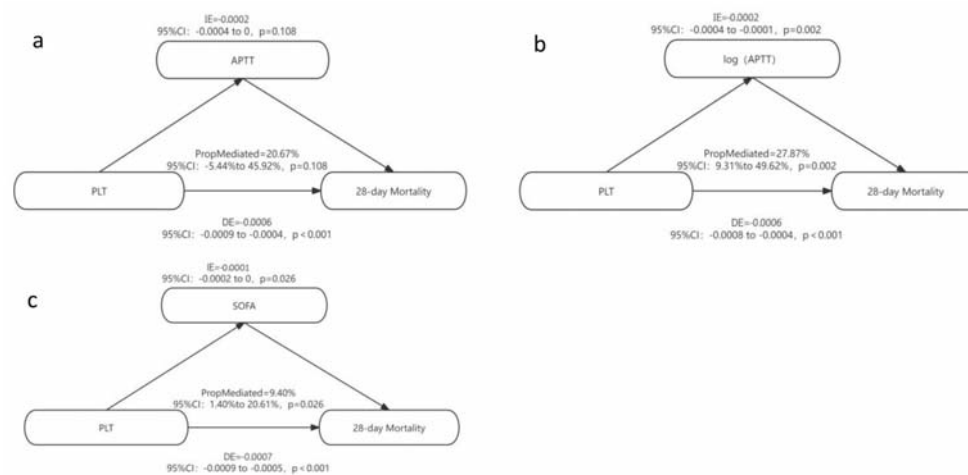 a
IE=-0.0002
95%CI: -0.0004 to 0, p=0.108
APTT
PropMediated=20.67%
95%CI: -5.44%to 45.92%, p=0.108
PLT
28-day Mortality
DE=-0.0006
95%CI: -0.0009 to -0.0004, p<0.001
b
IE=-0.0002
95%CI: -0.0004 to -0.0001, p=0.002
log（APTT）
PropMediated=27.87%
95%CI: 9.31%to 49.62%, p=0.002
PLT
28-day Mortality
DE=-0.0006
95%CI: -0.0008 to -0.0004, p<0.001
c
IE=-0.0001
95%CI: -0.0002 to 0, p=0.026
SOFA
PropMediated=9.40%
95%CI: 1.40%to 20.61%, p=0.026
PLT
28-day Mortality
DE=-0.0007
95%CI: -0.0009 to -0.0005, p<0.001